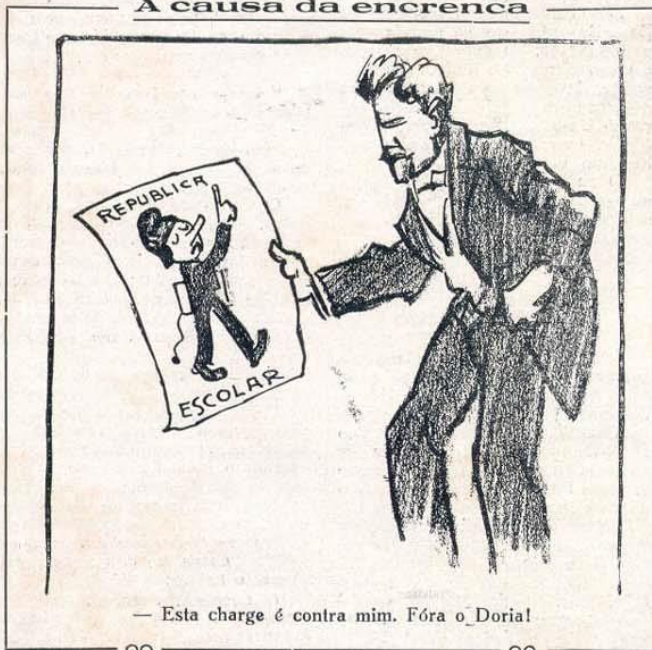 A causa da encrenca
REPUBLICA
ESCOLAR
— Esta charge é contra mim. Fóra o Doria!